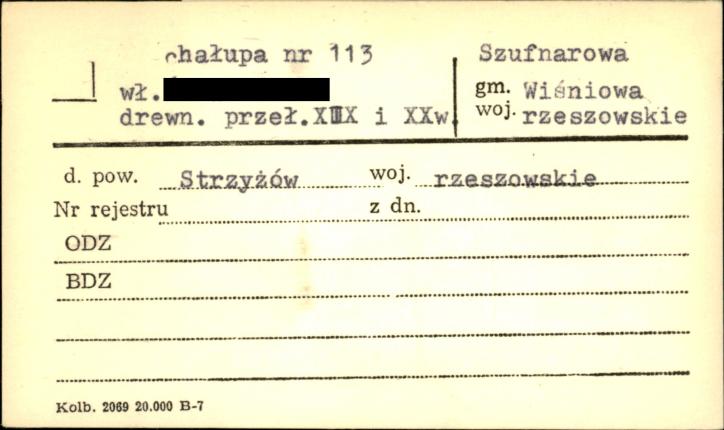 chałupa nr 113
wł.
drewn. przeł.XIX i XXw.
Szufnarowa
gm. Wiśniowa
woj. rzeszowskie
d. pow. Strzyżów woj. rzeszowskie
Nr rejestru z dn.
ODZ
BDZ
Kolb. 2069 20.000 B-7